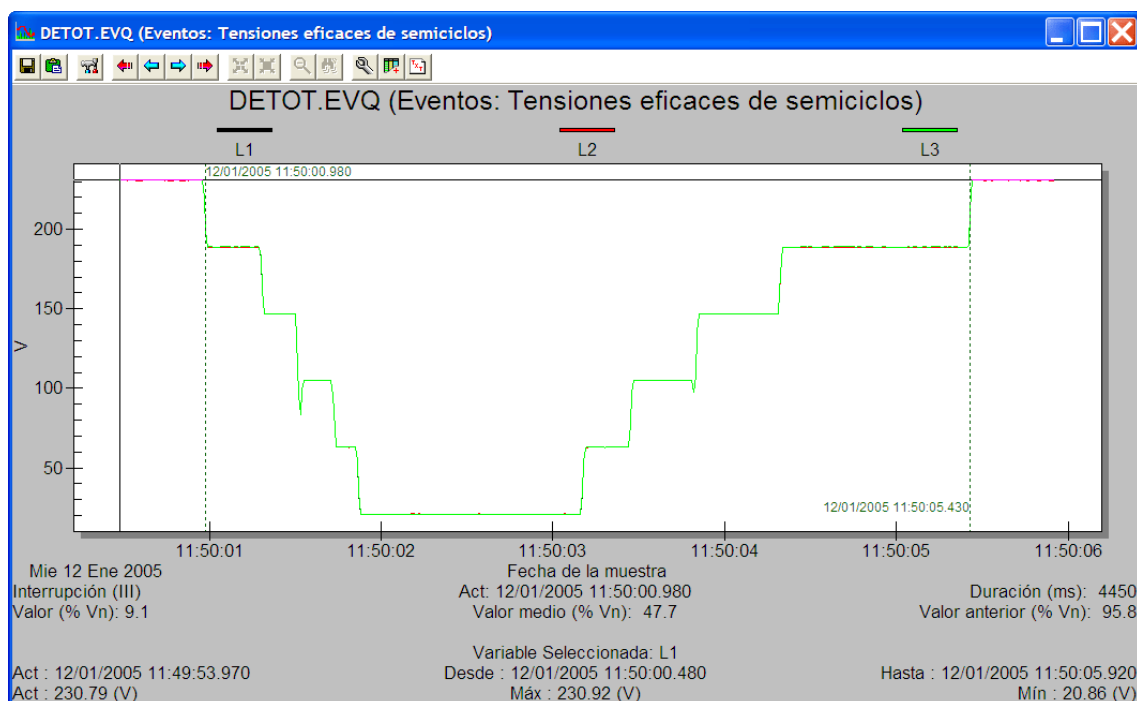 DETOT.EVQ (Eventos: Tensiones eficaces de semiciclos)
DETOT.EVQ (Eventos: Tensiones eficaces de semiciclos)
L1 L2 L3
12/01/2005 11:50:00.980
200
150
V
100
50
12/01/2005 11:50:05.430
11:50:01 11:50:02 11:50:03 11:50:04 11:50:05 11:50:06
Mie 12 Ene 2005 Fecha de la muestra
Interrupción (III) Act: 12/01/2005 11:50:00.980 Duración (ms): 4450
Valor (% Vn): 9.1 Valor medio (% Vn): 47.7 Valor anterior (% Vn): 95.8
Variable Seleccionada: L1
Act : 12/01/2005 11:49:53.970 Desde : 12/01/2005 11:50:00.480 Hasta : 12/01/2005 11:50:05.920
Act : 230.79 (V) Máx : 230.92 (V) Mín : 20.86 (V)